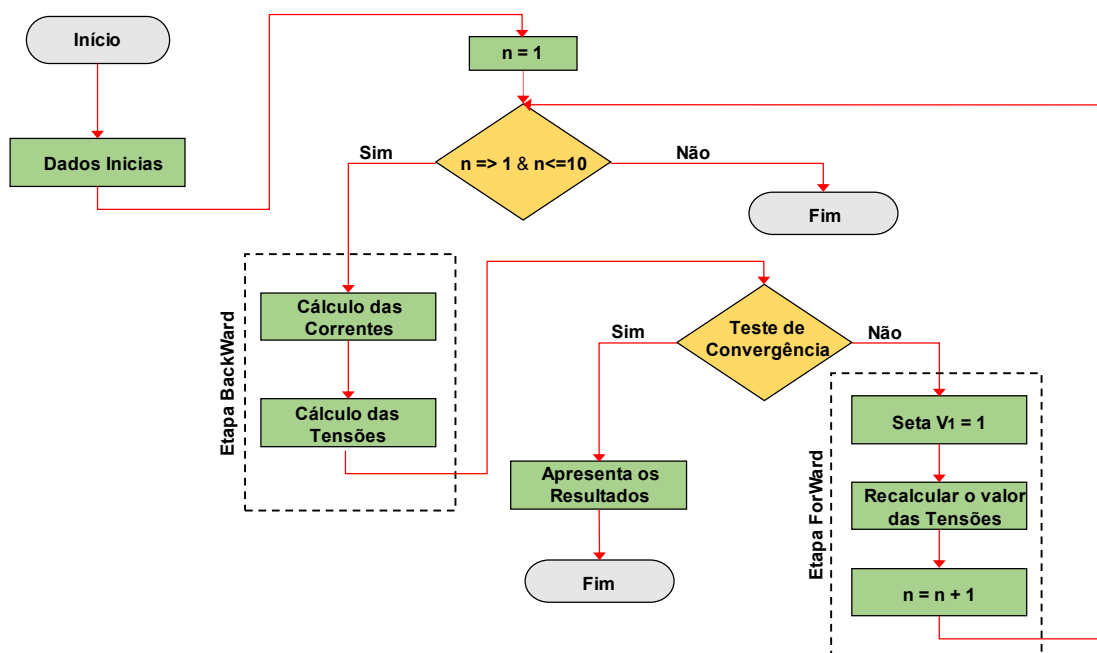 Início
n = 1
Dados Inicias
Sim
n => 1 & n<=10
Não
Fim
Etapa BackWard
Cálculo das
Correntes
Cálculo das
Tensões
Sim
Teste de
Convergência
Não
Apresenta os
Resultados
Fim
Etapa ForWard
Seta V1 = 1
Recalcular o valor
das Tensões
n = n + 1